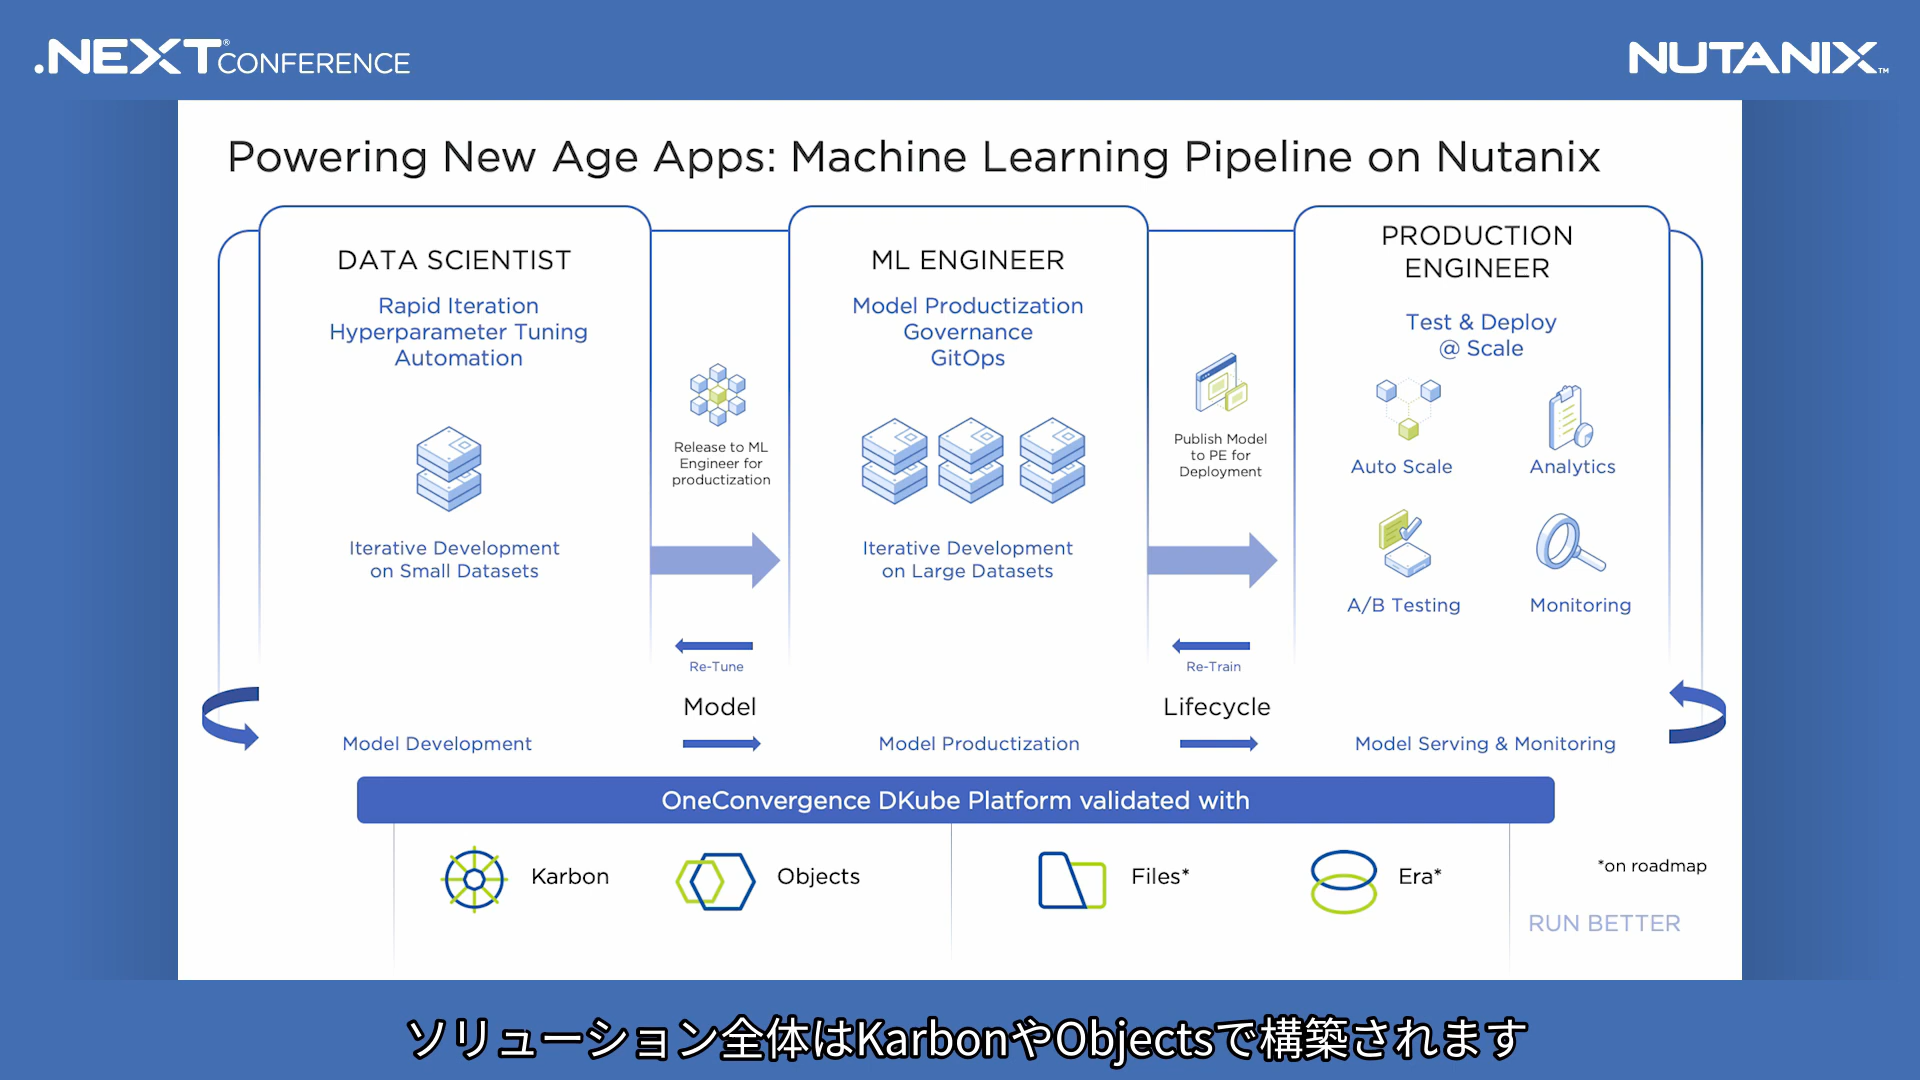 .NEXT® CONFERENCE
NUTANIX™
Powering New Age Apps: Machine Learning Pipeline on Nutanix
DATA SCIENTIST
Rapid Iteration
Hyperparameter Tuning
Automation
Iterative Development
on Small Datasets
Release to ML
Engineer for
productization
ML ENGINEER
Model Productization
Governance
GitOps
Iterative Development
on Large Datasets
Publish Model
to PE for
Deployment
PRODUCTION
ENGINEER
Test & Deploy
@ Scale
Auto Scale
Analytics
A/B Testing
Monitoring
Re-Tune
Re-Train
Model
Lifecycle
Model Development
Model Productization
Model Serving & Monitoring
OneConvergence DKube Platform validated with
Karbon
Objects
Files*
Era*
*on roadmap
RUN BETTER
ソリューション全体はKarbonやObjectsで構築されます